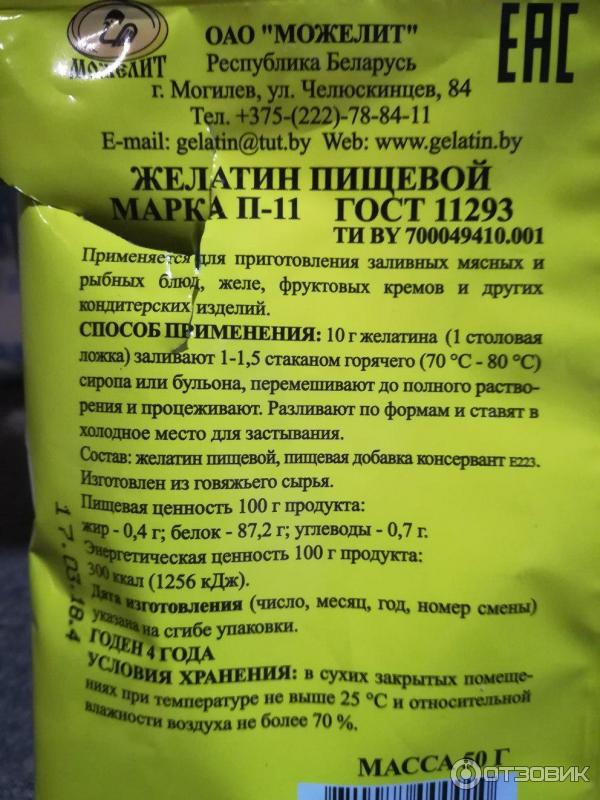 МОЖЕЛИТ
ОАО "МОЖЕЛИТ"
Республика Беларусь
г. Могилев, ул. Челюскинцев, 84
Тел. +375-(222)-78-84-11
E-mail: gelatin@tut.by Web: www.gelatin.by
EAC
ЖЕЛАТИН ПИЩЕВОЙ
МАРКА П-11 ГОСТ 11293
ТИ BY 700049410.001
Применяется для приготовления заливных мясных и
рыбных блюд, желе, фруктовых кремов и других
кондитерских изделий.
СПОСОБ ПРИМЕНЕНИЯ: 10 г желатина (1 столовая
ложка) заливают 1-1,5 стаканом горячего (70 °С - 80 °С)
сиропа или бульона, перемешивают до полного раство-
рения и процеживают. Разливают по формам и ставят в
холодное место для застывания.
Состав: желатин пищевой, пищевая добавка консервант Е223.
Изготовлен из говяжьего сырья.
Пищевая ценность 100 г продукта:
жир - 0,4 г; белок - 87,2 г; углеводы - 0,7 г.
Энергетическая ценность 100 г продукта:
300 ккал (1256 кДж).
Дата изготовления (число, месяц, год, номер смены)
указана на сгибе упаковки.
ГОДЕН 4 ГОДА
УСЛОВИЯ ХРАНЕНИЯ: в сухих закрытых помеще-
ниях при температуре не выше 25 °С и относительной
влажности воздуха не более 70 %.
МАССА 50 Г
17.03.18.4
ОТЗОВИК